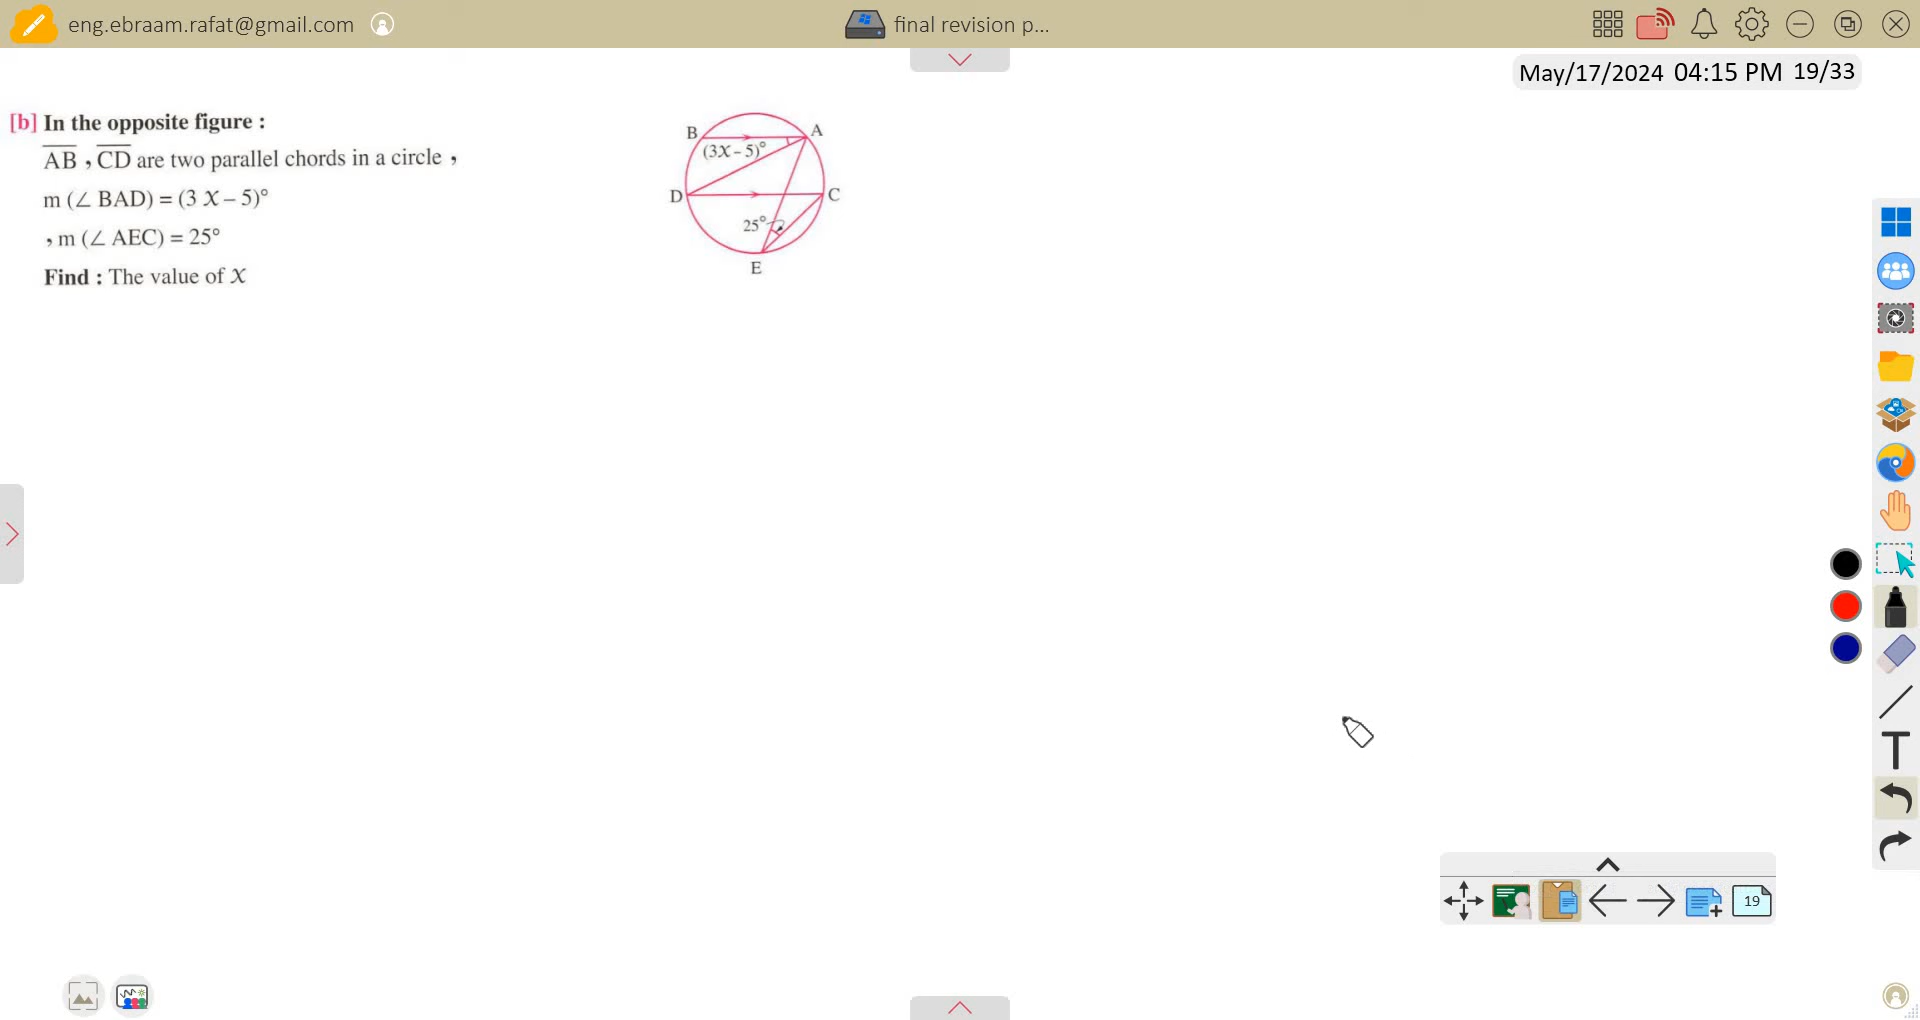 eng.ebraam.rafat@gmail.com
final revision p...
May/17/2024 04:15 PM 19/33
[b] In the opposite figure :
AB , CD are two parallel chords in a circle ,
m (∠ BAD) = (3 X – 5)°
, m (∠ AEC) = 25°
Find : The value of X
B
A
(3X – 5)°
D
C
25°
E
T
19